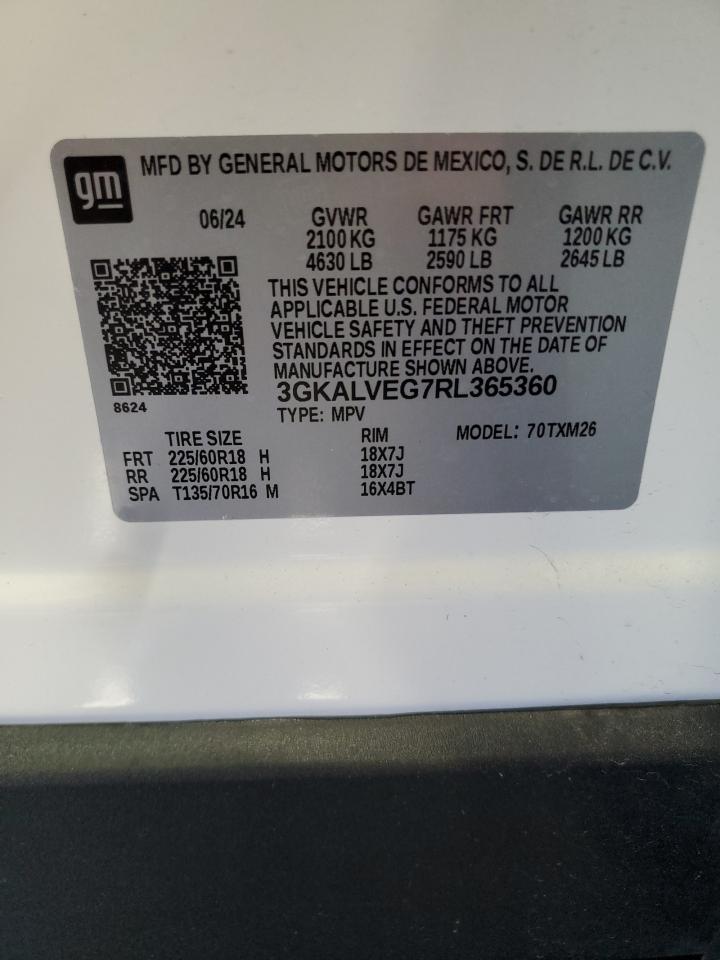 gm
MFD BY GENERAL MOTORS DE MEXICO, S. DE R.L. DE C.V.
06/24 GVWR GAWR FRT GAWR RR
2100 KG 1175 KG 1200 KG
4630 LB 2590 LB 2645 LB
THIS VEHICLE CONFORMS TO ALL
APPLICABLE U.S. FEDERAL MOTOR
VEHICLE SAFETY AND THEFT PREVENTION
STANDARDS IN EFFECT ON THE DATE OF
MANUFACTURE SHOWN ABOVE.
3GKALVEG7RL365360
8624
TYPE: MPV
TIRE SIZE RIM MODEL: 70TXM26
FRT 225/60R18 H 18X7J
RR 225/60R18 H 18X7J
SPA T135/70R16 M 16X4BT